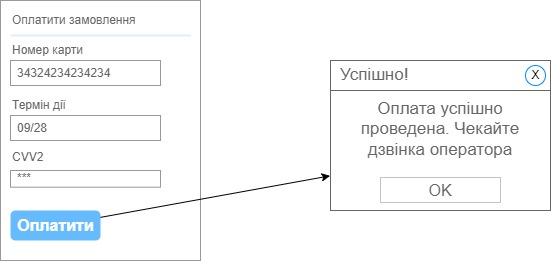 Оплатити замовлення
Номер карти
34324234234234
Термін дії
09/28
CVV2
***
Оплатити
Успішно!
X
Оплата успішно
проведена. Чекайте
дзвінка оператора
OK